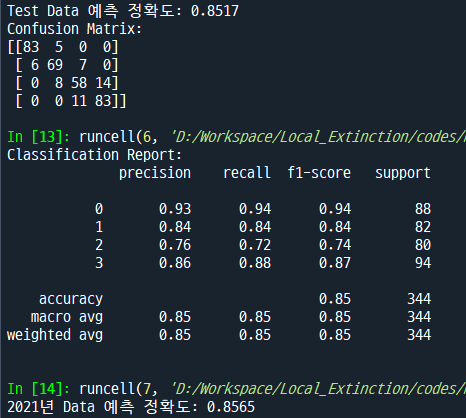 Test Data 예측 정확도: 0.8517
Confusion Matrix:
[[83  5  0  0]
 [ 6 69  7  0]
 [ 0  8 58 14]
 [ 0  0 11 83]]
In [13]: runcell(6, 'D:/Workspace/Local_Extinction/codes/
Classification Report:
precision    recall  f1-score   support
0       0.93      0.94      0.94        88
1       0.84      0.84      0.84        82
2       0.76      0.72      0.74        80
3       0.86      0.88      0.87        94
accuracy                           0.85       344
macro avg       0.85      0.85      0.85       344
weighted avg       0.85      0.85      0.85       344
In [14]: runcell(7, 'D:/Workspace/Local_Extinction/codes/
2021년 Data 예측 정확도: 0.8565